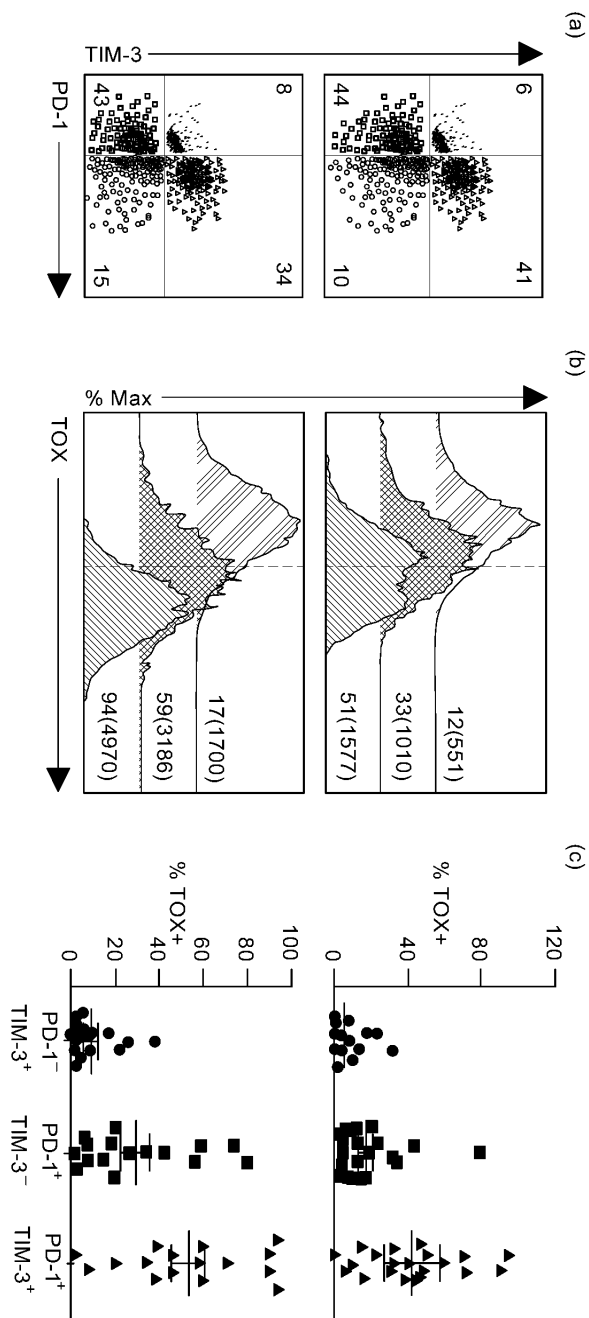 (a)
6
41
44
10
8
34
43
15
TIM-3
PD-1
(b)
12(551)
33(1010)
51(1577)
17(1700)
59(3186)
94(4970)
% Max
TOX
(c)
120
80
40
0
% TOX+
100
80
60
40
20
0
% TOX+
PD-1⁻ PD-1⁺ PD-1⁺
TIM-3⁺ TIM-3⁻ TIM-3⁺